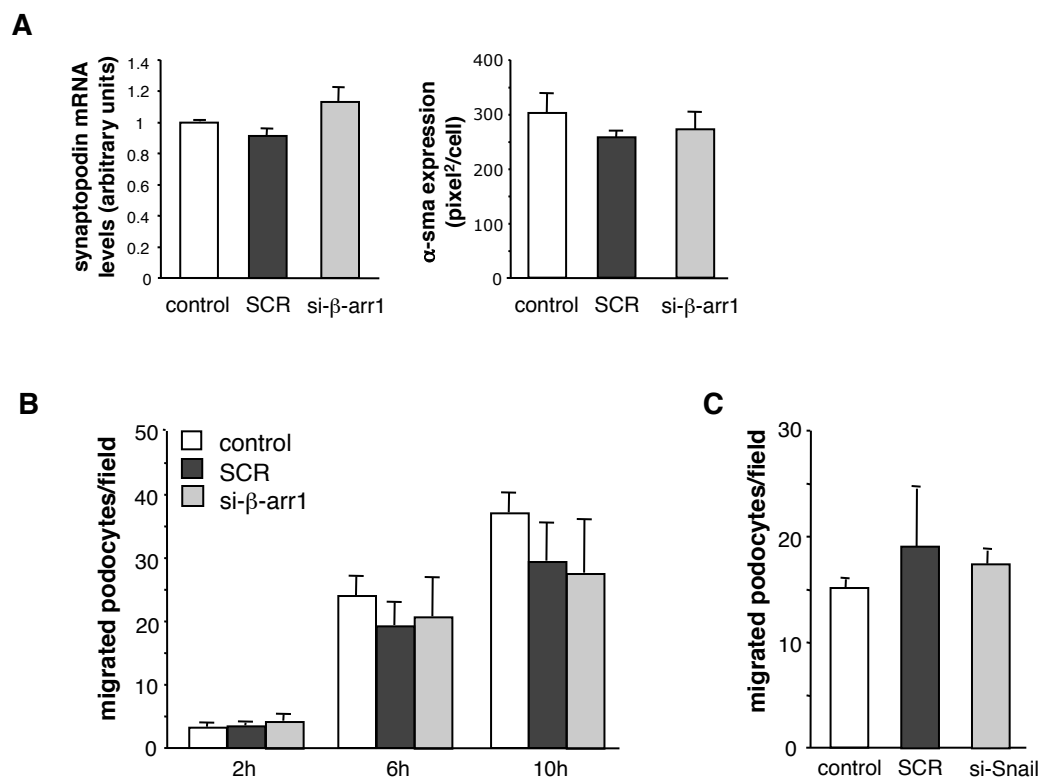 A
synaptopodin mRNA
levels (arbitrary units)
1.4
1.2
1
0.8
0.6
0.4
0.2
0
control SCR si-β-arr1
α-sma expression
(pixel²/cell)
400
300
200
100
0
control SCR si-β-arr1
B
migrated podocytes/field
50
40
30
20
10
0
control
SCR
si-β-arr1
2h 6h 10h
C
migrated podocytes/field
30
20
10
0
control SCR si-Snail